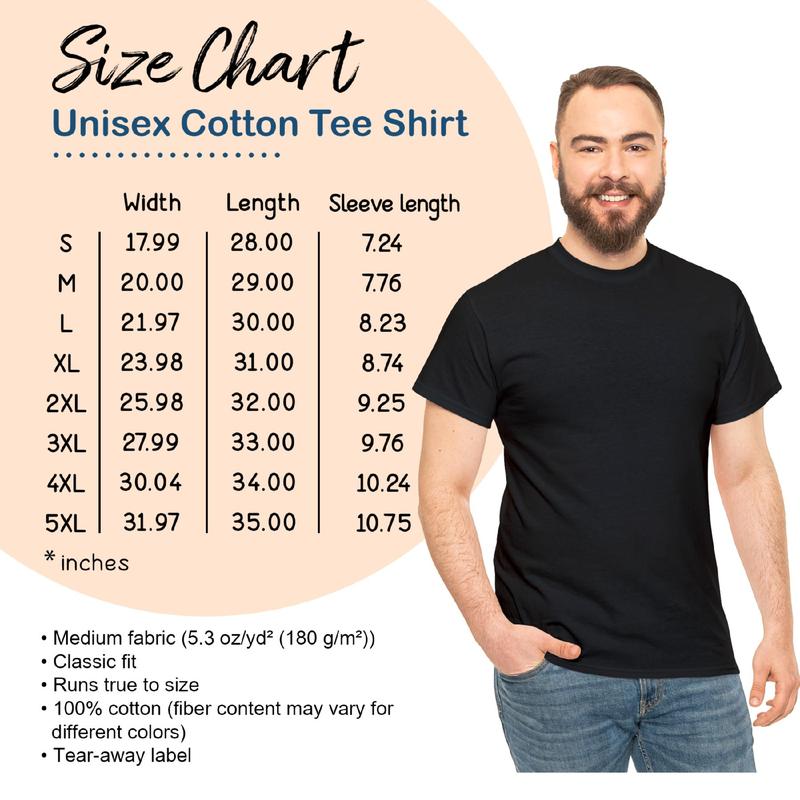 Size Chart
Unisex Cotton Tee Shirt
Width Length Sleeve length
S 17.99 28.00 7.24
M 20.00 29.00 7.76
L 21.97 30.00 8.23
XL 23.98 31.00 8.74
2XL 25.98 32.00 9.25
3XL 27.99 33.00 9.76
4XL 30.04 34.00 10.24
5XL 31.97 35.00 10.75
* inches
• Medium fabric (5.3 oz/yd² (180 g/m²))
• Classic fit
• Runs true to size
• 100% cotton (fiber content may vary for
different colors)
• Tear-away label